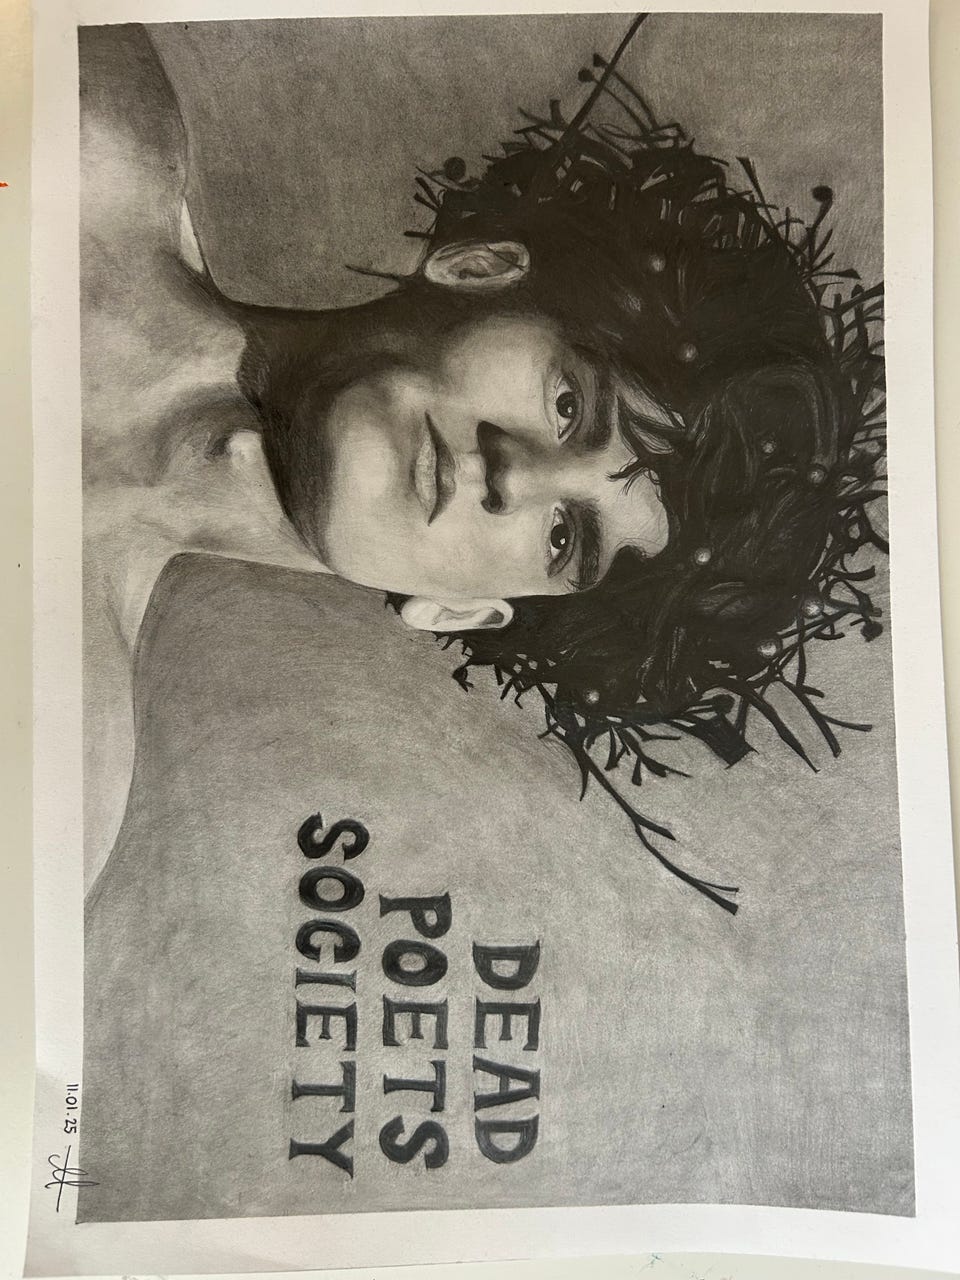 DEAD
POETS
SOCIETY
11.01.25